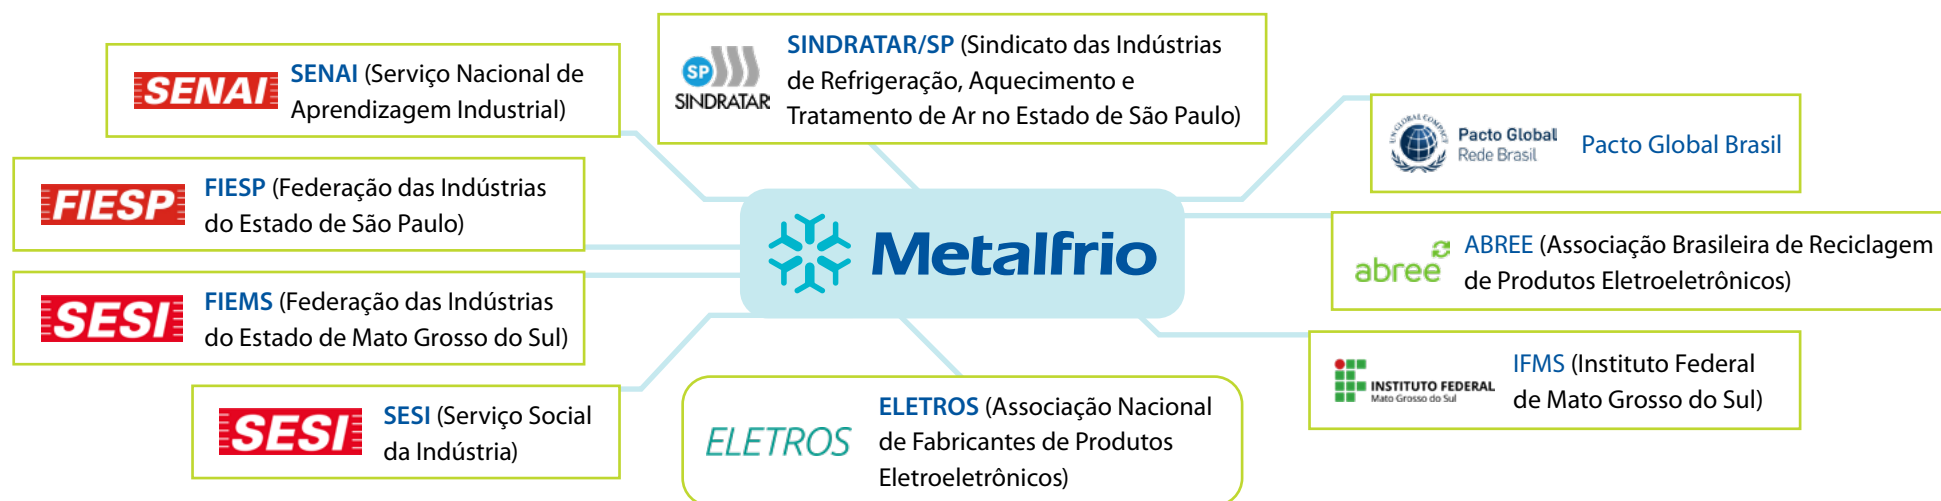 SENAI
SENAI (Serviço Nacional de
Aprendizagem Industrial)
SP
SINDRATAR
SINDRATAR/SP (Sindicato das Indústrias
de Refrigeração, Aquecimento e
Tratamento de Ar no Estado de São Paulo)
UN GLOBAL COMPACT
Pacto Global
Rede Brasil
Pacto Global Brasil
FIESP
FIESP (Federação das Indústrias
do Estado de São Paulo)
Metalfrio
abree
ABREE (Associação Brasileira de Reciclagem
de Produtos Eletroeletrônicos)
SESI
FIEMS (Federação das Indústrias
do Estado de Mato Grosso do Sul)
INSTITUTO FEDERAL
Mato Grosso do Sul
IFMS (Instituto Federal
de Mato Grosso do Sul)
SESI
SESI (Serviço Social
da Indústria)
ELETROS
ELETROS (Associação Nacional
de Fabricantes de Produtos
Eletroeletrônicos)